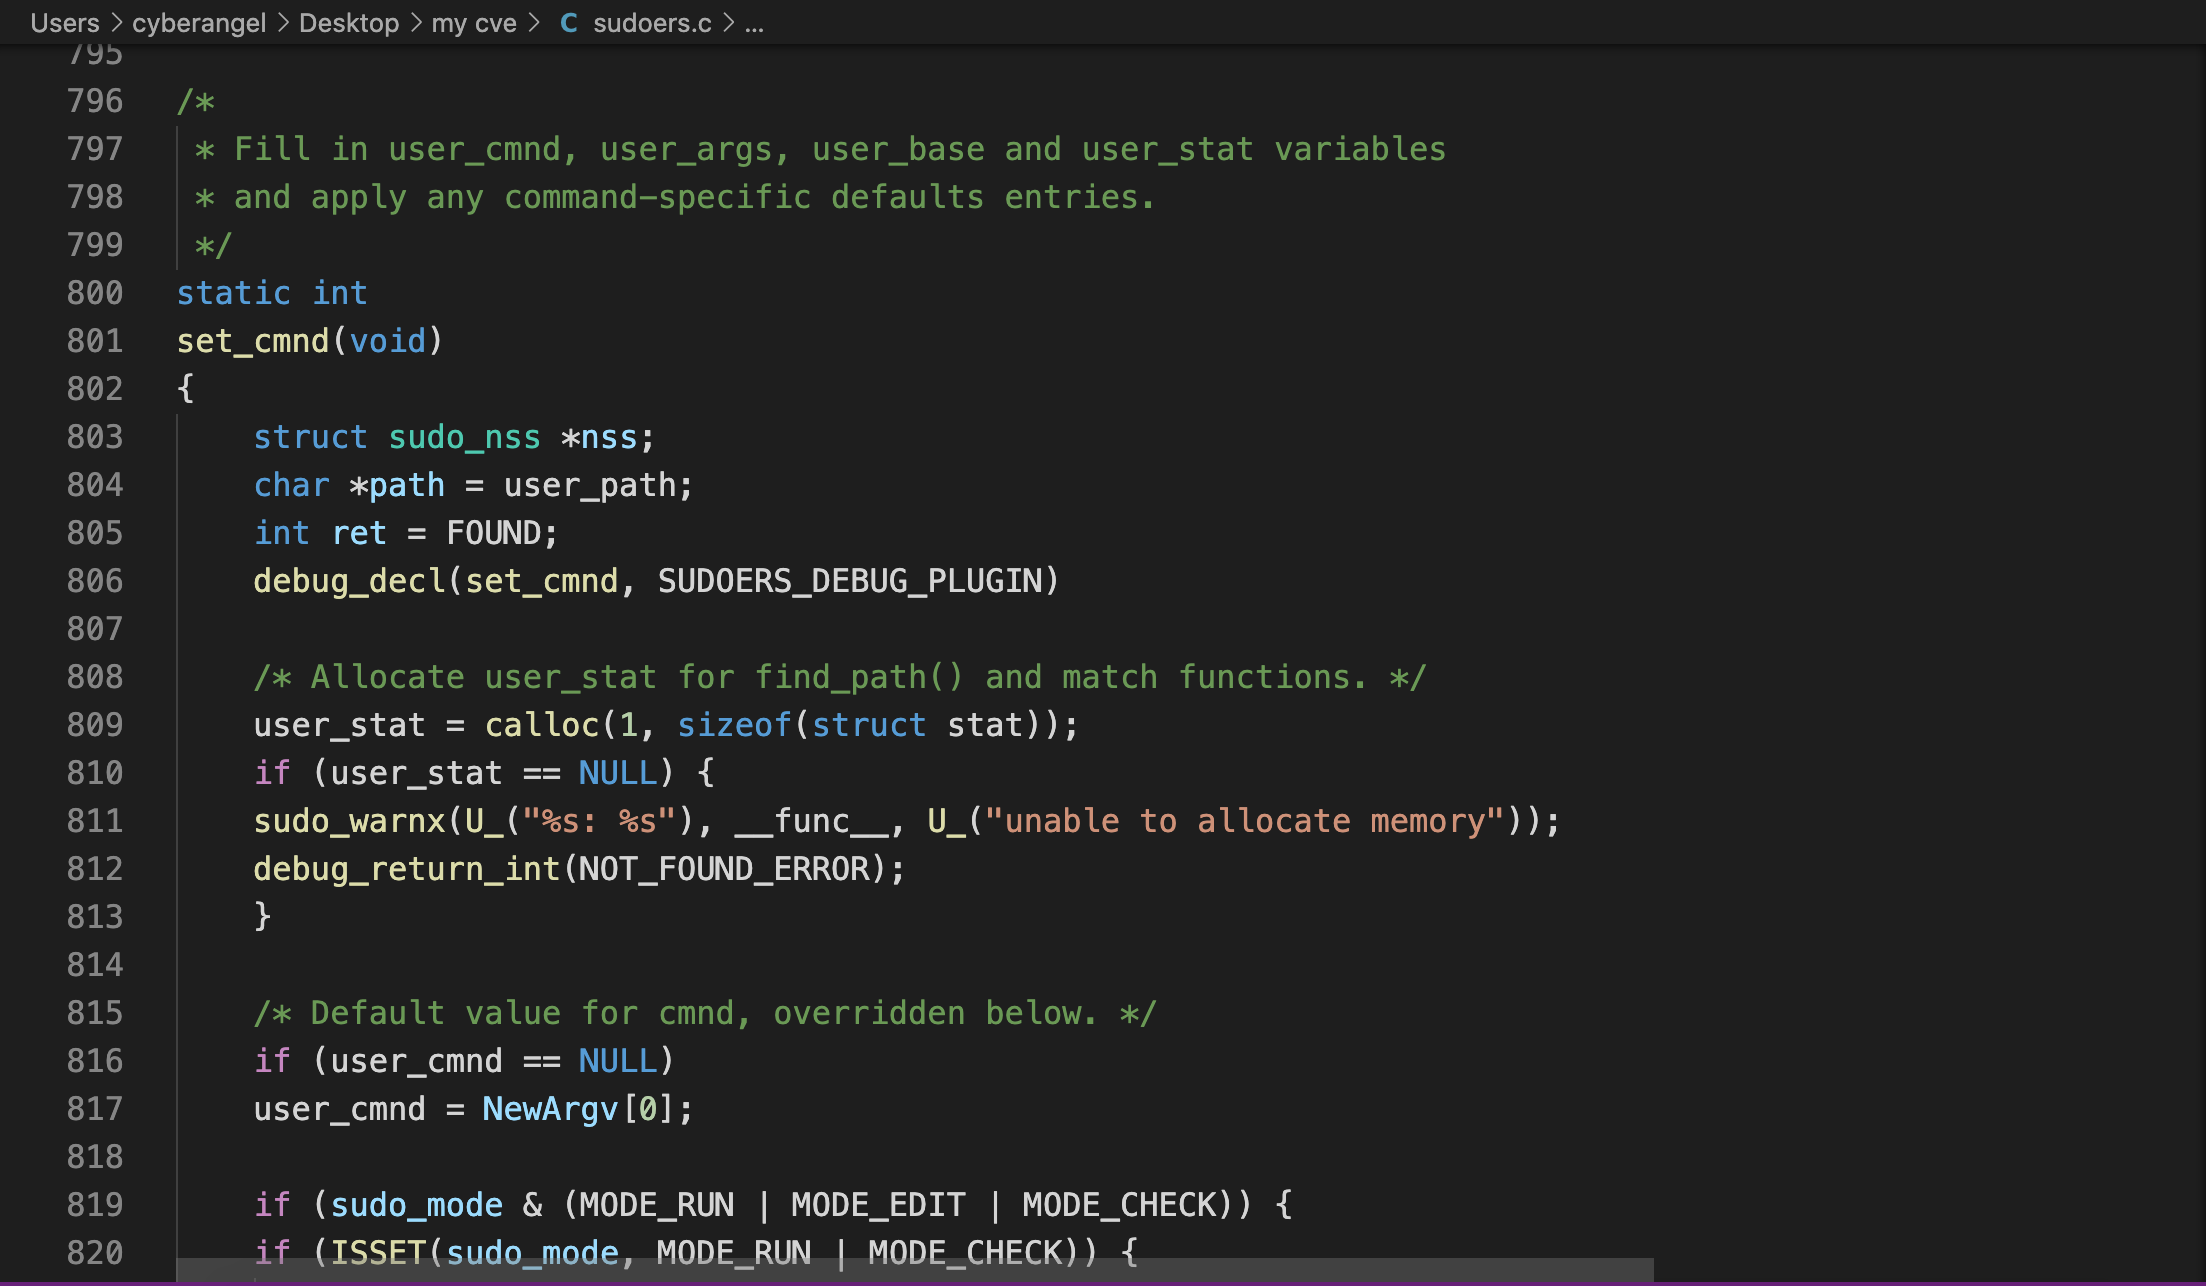 Users > cyberangel > Desktop > my cve > C sudoers.c > ...
795
796 /*
797  * Fill in user_cmnd, user_args, user_base and user_stat variables
798  * and apply any command-specific defaults entries.
799  */
800 static int
801 set_cmnd(void)
802 {
803     struct sudo_nss *nss;
804     char *path = user_path;
805     int ret = FOUND;
806     debug_decl(set_cmnd, SUDOERS_DEBUG_PLUGIN)
807
808     /* Allocate user_stat for find_path() and match functions. */
809     user_stat = calloc(1, sizeof(struct stat));
810     if (user_stat == NULL) {
811     sudo_warnx(U_("%s: %s"), __func__, U_("unable to allocate memory"));
812     debug_return_int(NOT_FOUND_ERROR);
813     }
814
815     /* Default value for cmnd, overridden below. */
816     if (user_cmnd == NULL)
817     user_cmnd = NewArgv[0];
818
819     if (sudo_mode & (MODE_RUN | MODE_EDIT | MODE_CHECK)) {
820     if (ISSET(sudo_mode, MODE_RUN | MODE_CHECK)) {